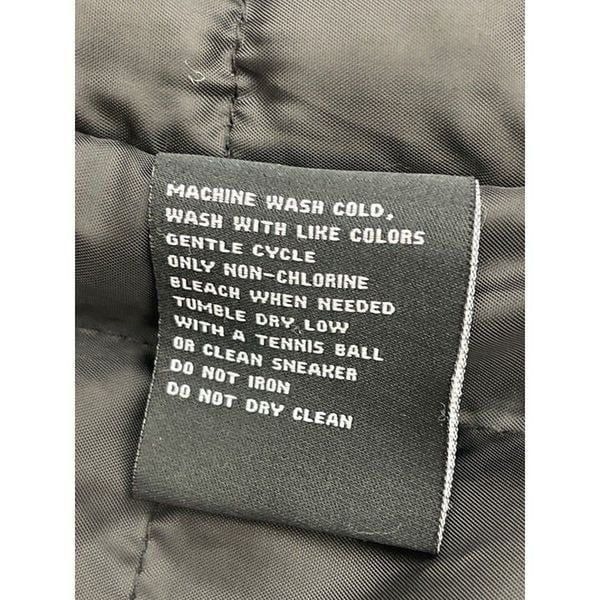 MACHINE WASH COLD,
WASH WITH LIKE COLORS
GENTLE CYCLE
ONLY NON-CHLORINE
BLEACH WHEN NEEDED
TUMBLE DRY LOW
WITH A TENNIS BALL
OR CLEAN SNEAKER
DO NOT IRON
DO NOT DRY CLEAN